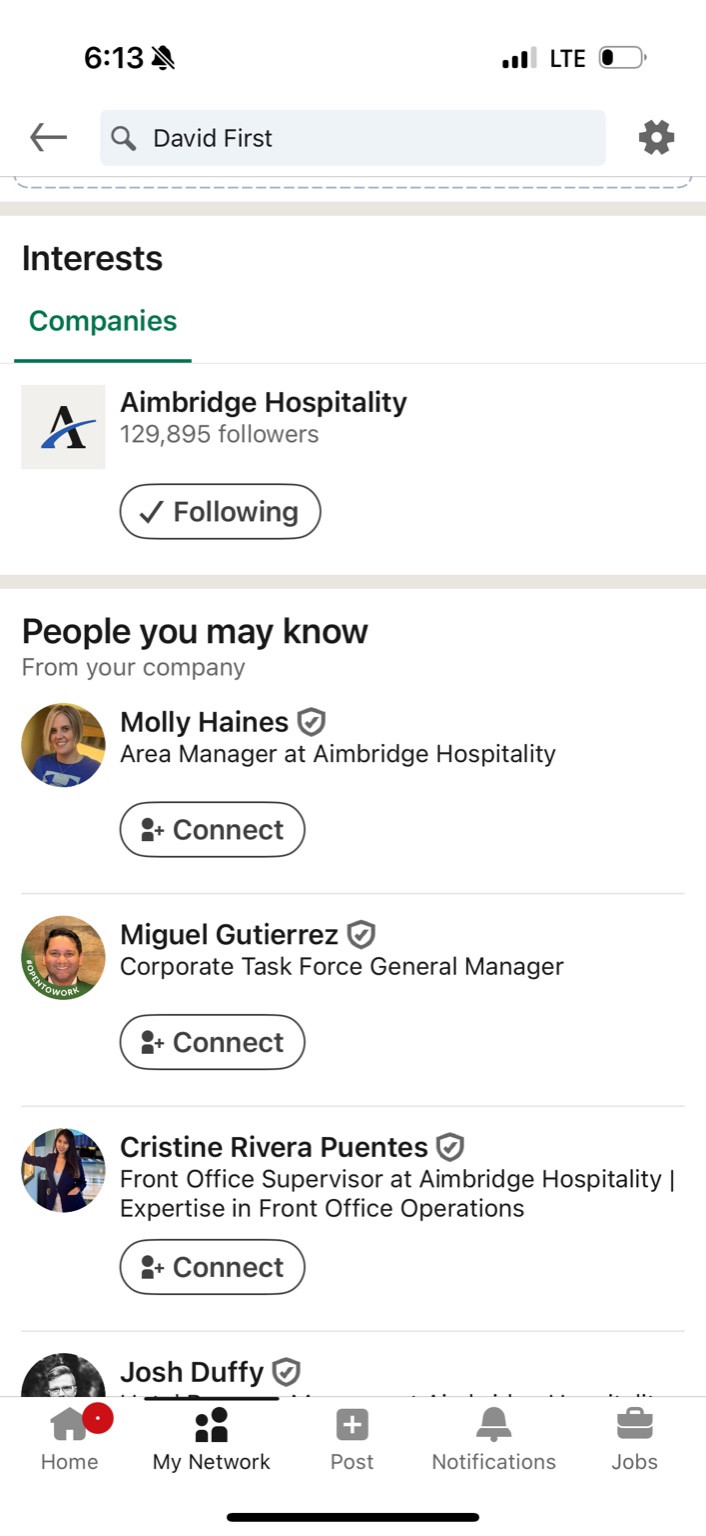 6:13
LTE
David First
Interests
Companies
Aimbridge Hospitality
129,895 followers
Following
People you may know
From your company
Molly Haines
Area Manager at Aimbridge Hospitality
Connect
#OPENTOWORK
Miguel Gutierrez
Corporate Task Force General Manager
Connect
Cristine Rivera Puentes
Front Office Supervisor at Aimbridge Hospitality |
Expertise in Front Office Operations
Connect
Josh Duffy
Home
My Network
Post
Notifications
Jobs